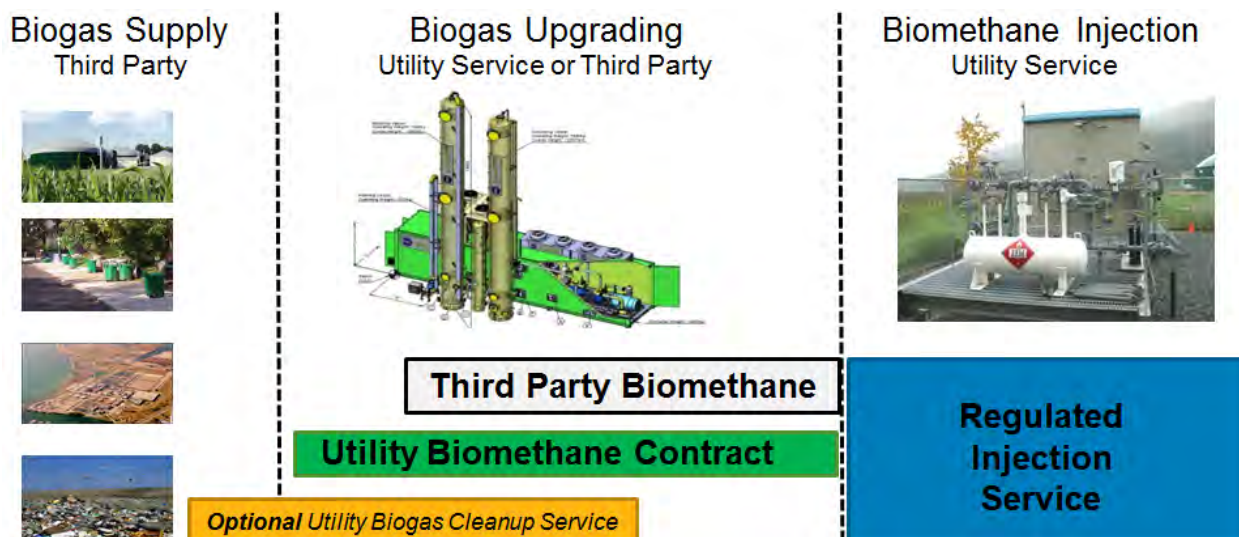 Biogas Supply
Third Party
Biogas Upgrading
Utility Service or Third Party
Biomethane Injection
Utility Service
Third Party Biomethane
Utility Biomethane Contract
Optional Utility Biogas Cleanup Service
Regulated
Injection
Service